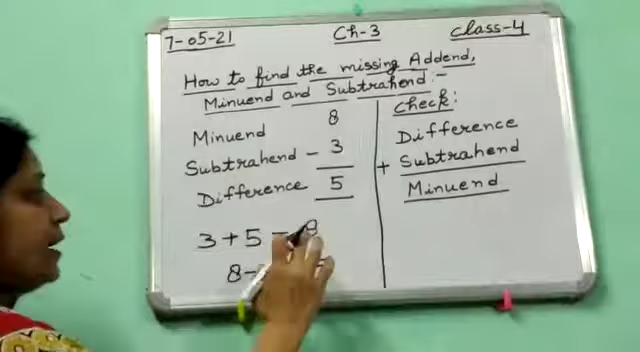 7-05-21 Ch-3 Class-4
How to find the missing Addend,
Minuend and Subtrahend :-
Minuend 8
Subtrahend - 3
Difference 5
Check:
Difference
+ Subtrahend
Minuend
3 + 5 = 8
8 -